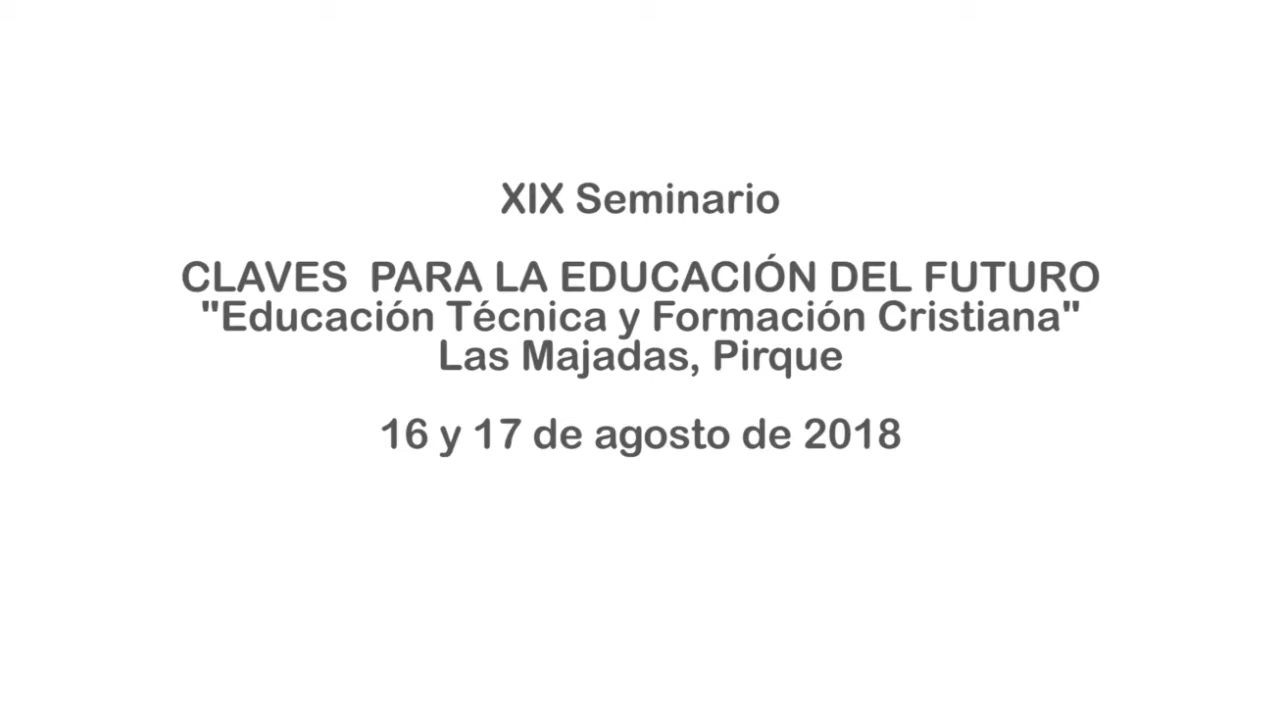 XIX Seminario
CLAVES  PARA LA EDUCACIÓN DEL FUTURO
"Educación Técnica y Formación Cristiana"
Las Majadas, Pirque
16 y 17 de agosto de 2018